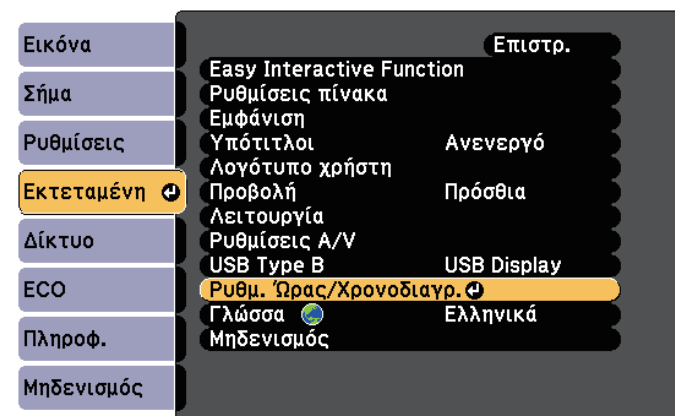 Εικόνα
Σήμα
Ρυθμίσεις
Εκτεταμένη
Δίκτυο
ECO
Πληροφ.
Μηδενισμός
Επιστρ.
Easy Interactive Function
Ρυθμίσεις πίνακα
Εμφάνιση
Υπότιτλοι Ανενεργό
Λογότυπο χρήστη
Προβολή Πρόσθια
Λειτουργία
Ρυθμίσεις A/V
USB Type B USB Display
Ρυθμ. Ώρας/Χρονοδιαγρ.
Γλώσσα Ελληνικά
Μηδενισμός